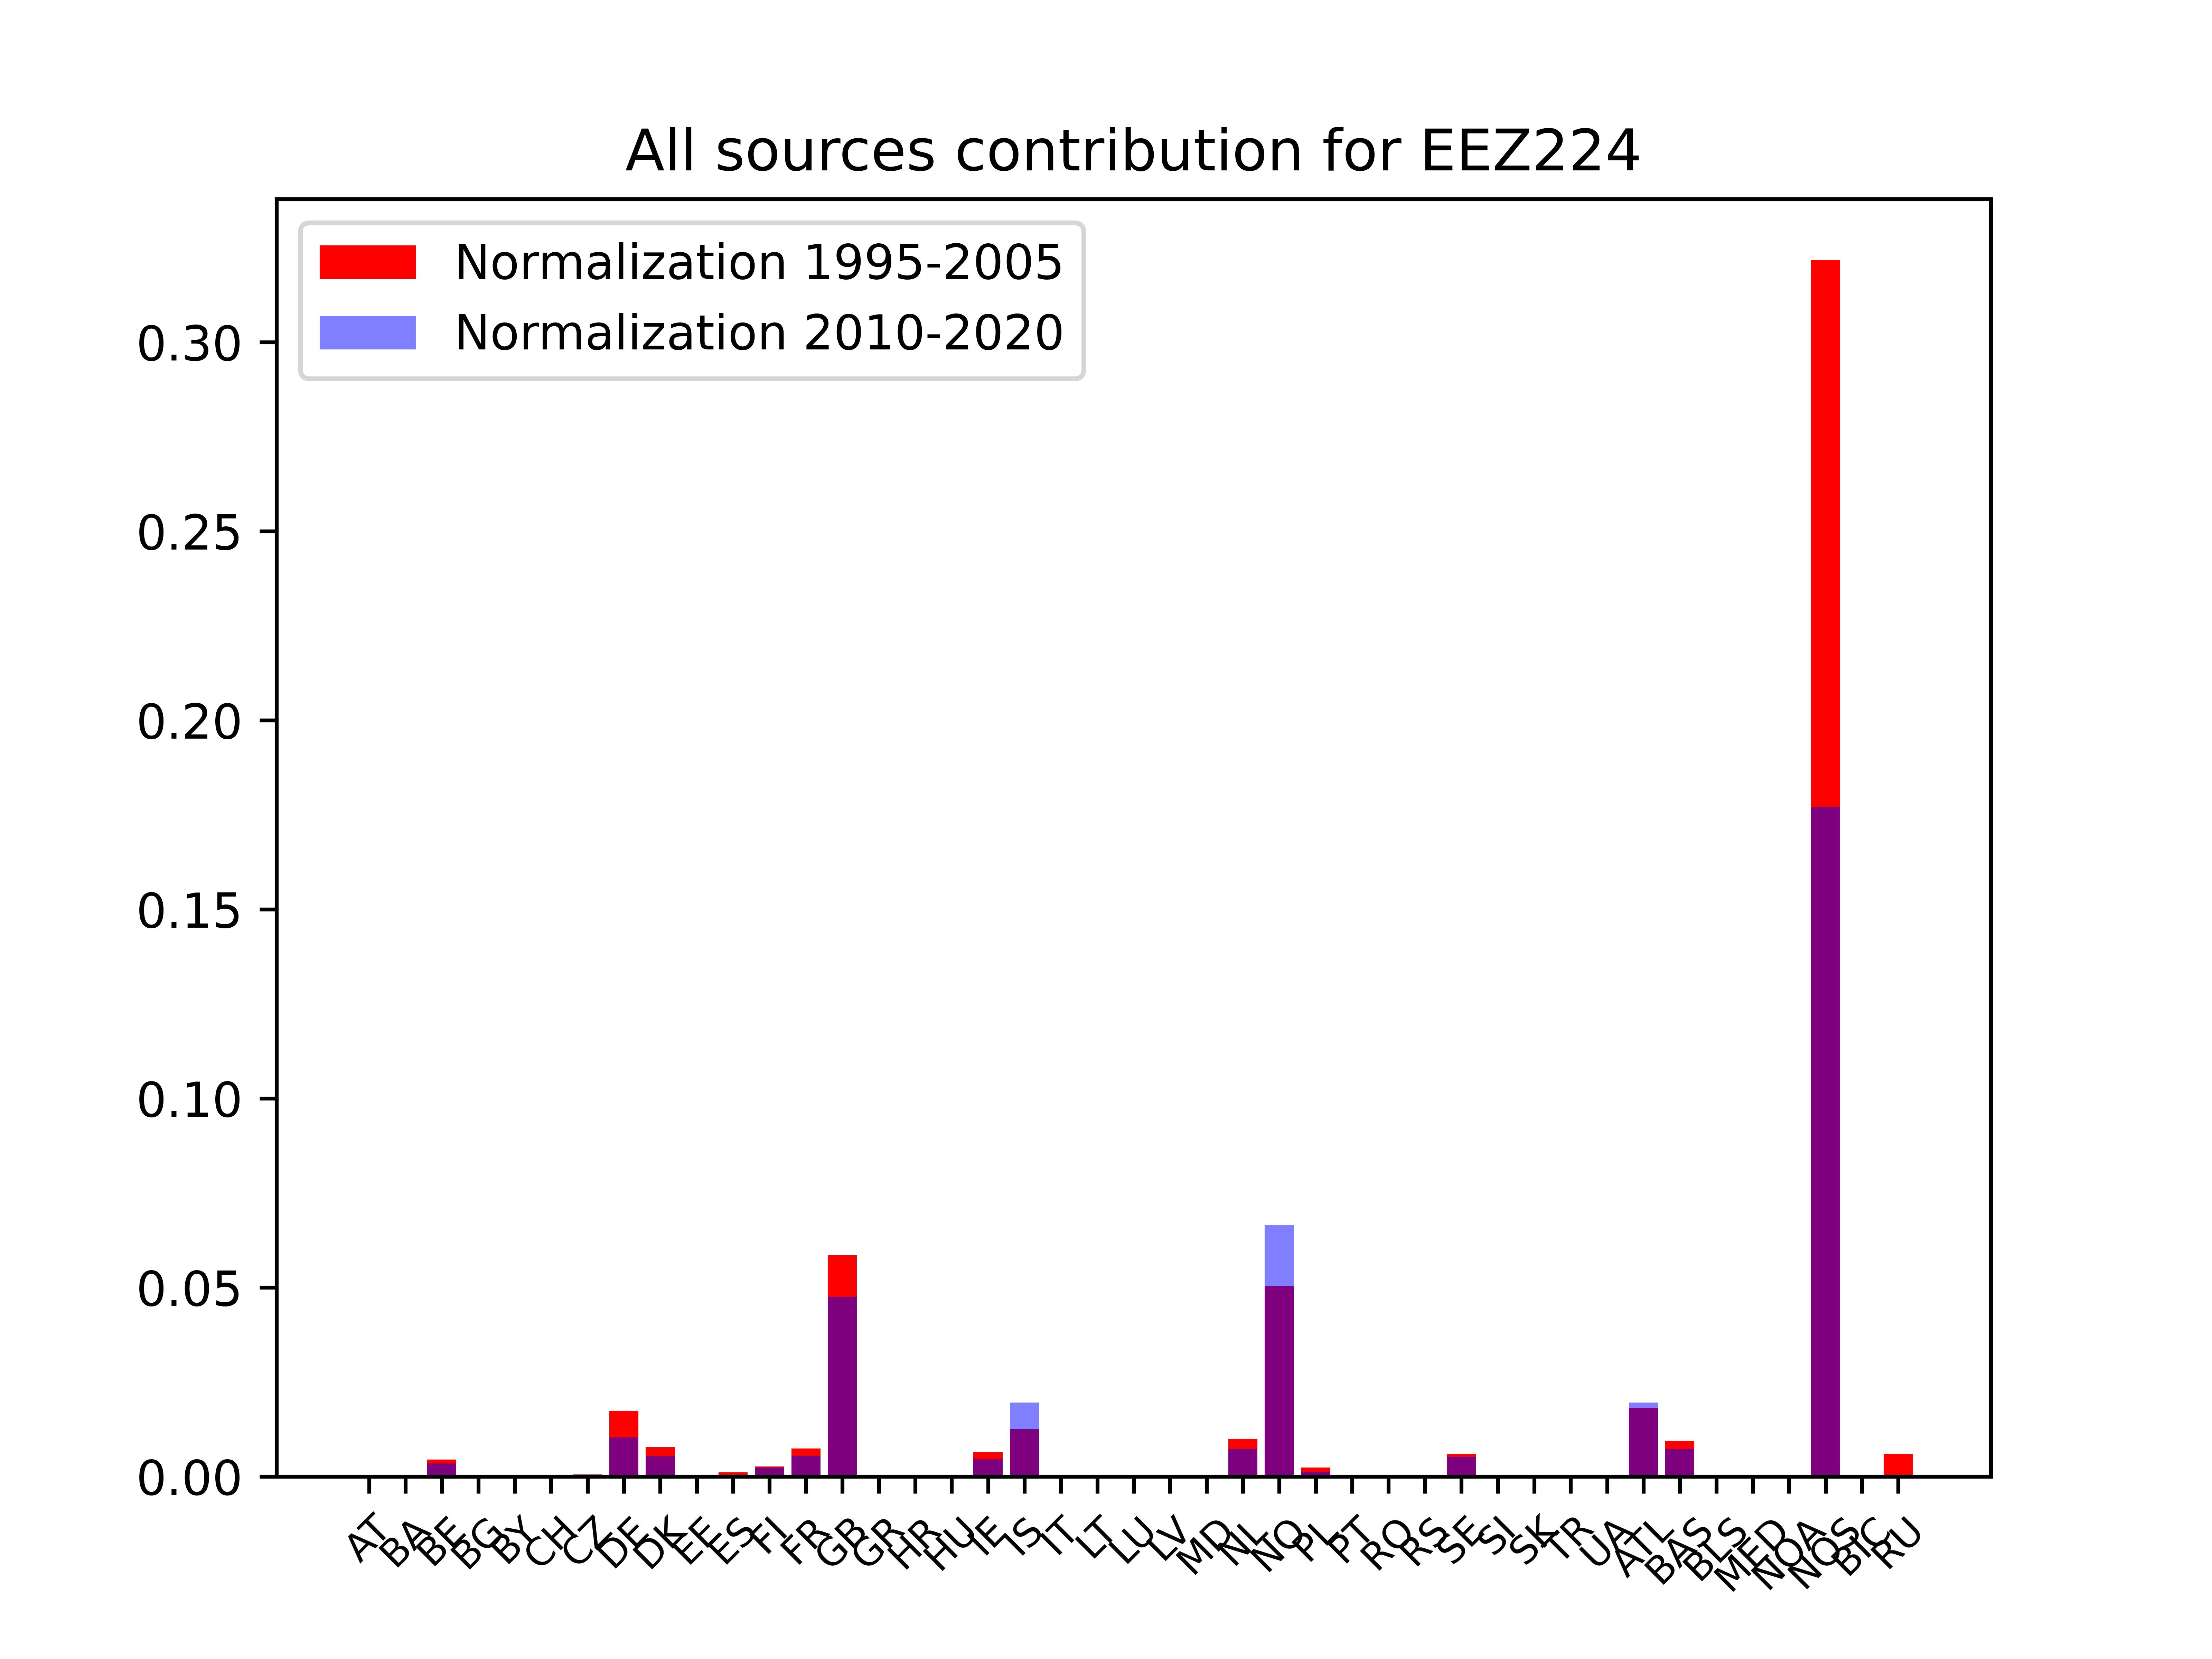 All sources contribution for EEZ224
Normalization 1995-2005
Normalization 2010-2020
0.30
0.25
0.20
0.15
0.10
0.05
0.00
AT
BA
BE
BG
BY
CH
CZ
DE
DK
EE
ES
FI
FR
GB
GR
HR
HU
IE
IS
IT
LT
LU
LV
MD
NL
NO
PL
PT
RO
RS
SE
SI
SK
TR
UA
ATL
BAS
BLS
MED
NOA
NOS
BIC
RU